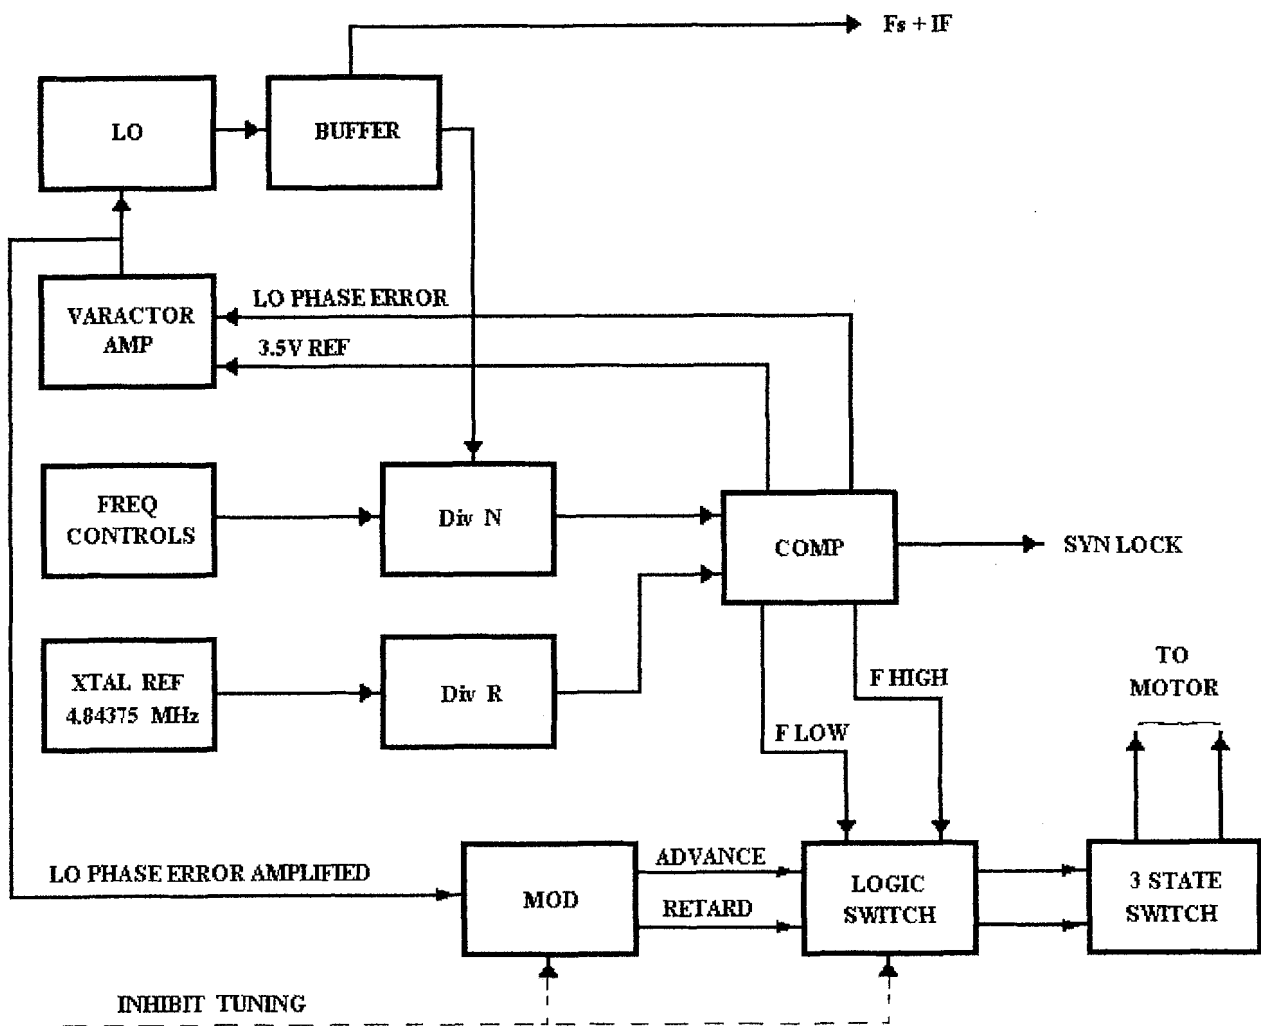 Fs + IF
LO
BUFFER
VARACTOR
AMP
LO PHASE ERROR
3.5V REF
FREQ
CONTROLS
Div N
COMP
SYN LOCK
XTAL REF
4.84375 MHz
Div R
F HIGH
F LOW
TO
MOTOR
LO PHASE ERROR AMPLIFIED
MOD
ADVANCE
RETARD
LOGIC
SWITCH
3 STATE
SWITCH
INHIBIT TUNING